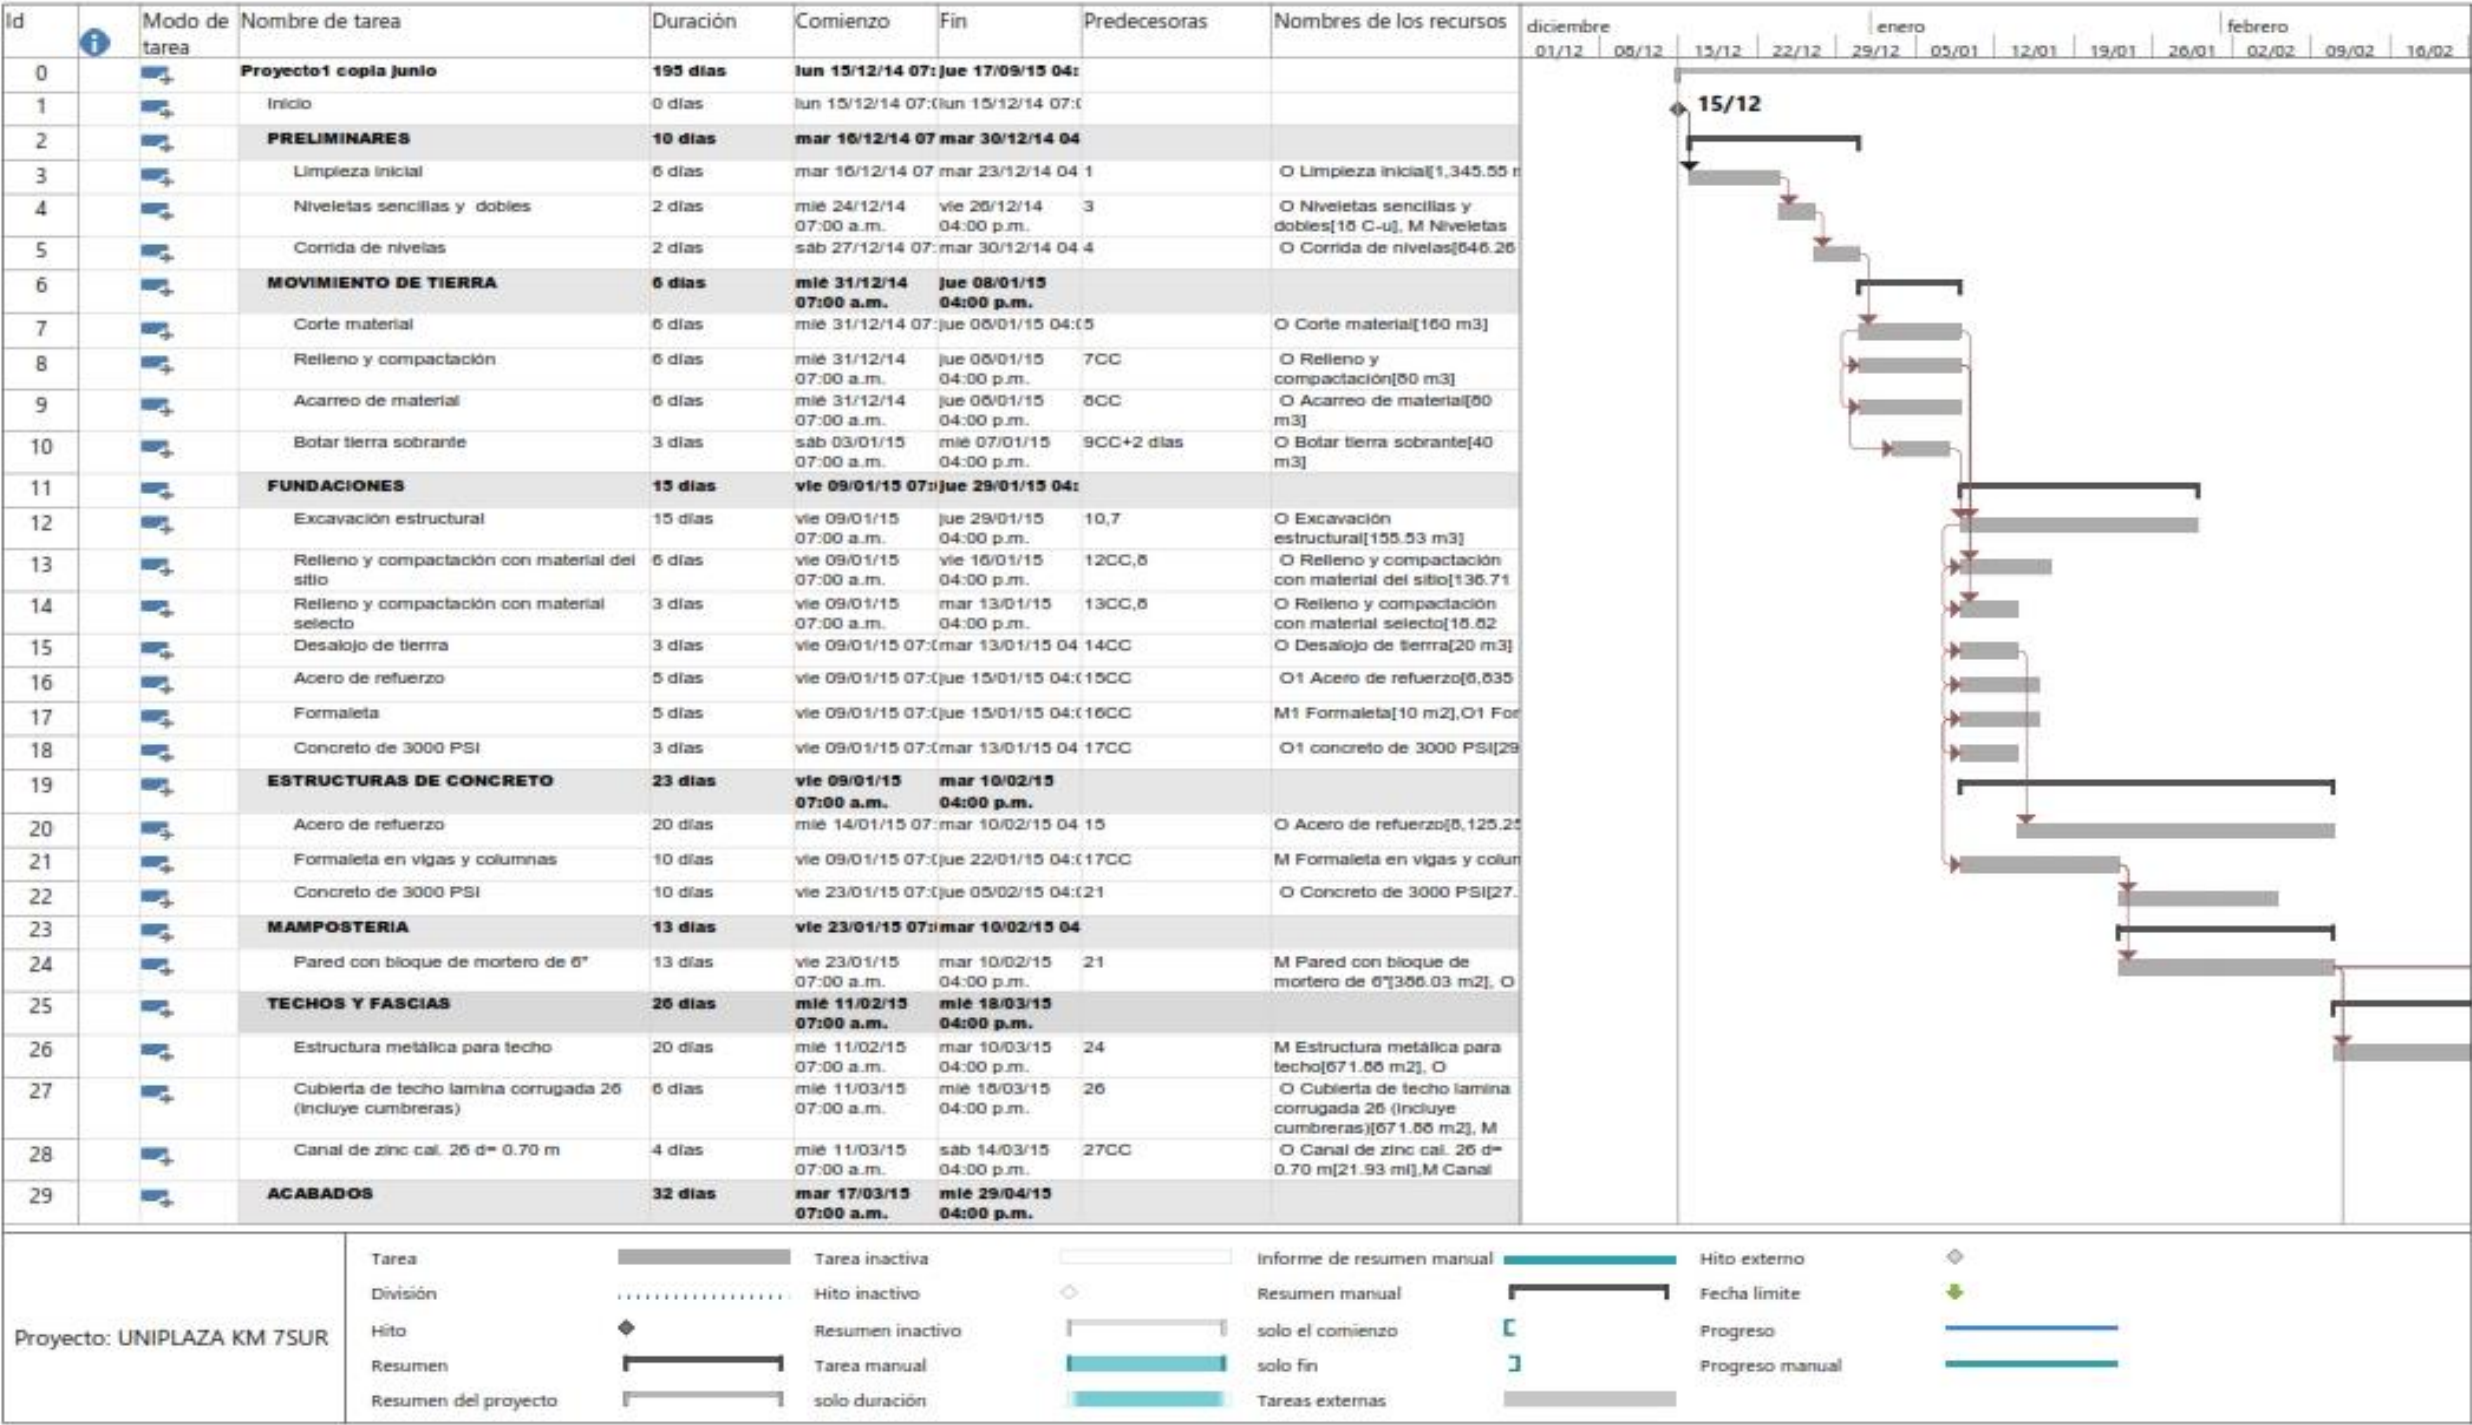 Id Modo de Nombre de tarea Duración Comienzo Fin Predecesoras Nombres de los recursos diciembre enero febrero
tarea 01/12 08/12 15/12 22/12 29/12 05/01 12/01 19/01 26/01 02/02 09/02 16/02
0 Proyecto1 copia junio 195 días lun 15/12/14 07: jue 17/09/15 04:
1 Inicio 0 días lun 15/12/14 07:0 lun 15/12/14 07:0 15/12
2 PRELIMINARES 10 días mar 16/12/14 07 mar 30/12/14 04
3 Limpieza inicial 6 días mar 16/12/14 07 mar 23/12/14 04 1 O Limpieza inicial[1,345.55
4 Niveletas sencillas y dobles 2 días mié 24/12/14 vie 26/12/14 3 O Niveletas sencillas y
07:00 a.m. 04:00 p.m. dobles[18 C-u], M Niveletas
5 Corrida de nivelas 2 días sáb 27/12/14 07: mar 30/12/14 04 4 O Corrida de nivelas[646.26
6 MOVIMIENTO DE TIERRA 6 días mié 31/12/14 jue 08/01/15
07:00 a.m. 04:00 p.m.
7 Corte material 6 días mié 31/12/14 07: jue 08/01/15 04:0 5 O Corte material[160 m3]
8 Relleno y compactación 6 días mié 31/12/14 jue 08/01/15 7CC O Relleno y
07:00 a.m. 04:00 p.m. compactación[80 m3]
9 Acarreo de material 6 días mié 31/12/14 jue 08/01/15 8CC O Acarreo de material[80
07:00 a.m. 04:00 p.m. m3]
10 Botar tierra sobrante 3 días sáb 03/01/15 mié 07/01/15 9CC+2 días O Botar tierra sobrante[40
07:00 a.m. 04:00 p.m. m3]
11 FUNDACIONES 15 días vie 09/01/15 07: jue 29/01/15 04:
12 Excavación estructural 15 días vie 09/01/15 jue 29/01/15 10,7 O Excavación
07:00 a.m. 04:00 p.m. estructural[155.53 m3]
13 Relleno y compactación con material del 6 días vie 09/01/15 vie 16/01/15 12CC,8 O Relleno y compactación
sitio 07:00 a.m. 04:00 p.m. con material del sitio[136.71
14 Relleno y compactación con material 3 días vie 09/01/15 mar 13/01/15 13CC,8 O Relleno y compactación
selecto 07:00 a.m. 04:00 p.m. con material selecto[18.82
15 Desalojo de tierrra 3 días vie 09/01/15 07:0 mar 13/01/15 04 14CC O Desalojo de tierrra[20 m3]
16 Acero de refuerzo 5 días vie 09/01/15 07:0 jue 15/01/15 04:0 15CC O1 Acero de refuerzo[6,835
17 Formaleta 5 días vie 09/01/15 07:0 jue 15/01/15 04:0 16CC M1 Formaleta[10 m2],O1 For
18 Concreto de 3000 PSI 3 días vie 09/01/15 07:0 mar 13/01/15 04 17CC O1 concreto de 3000 PSI[29
19 ESTRUCTURAS DE CONCRETO 23 días vie 09/01/15 mar 10/02/15
07:00 a.m. 04:00 p.m.
20 Acero de refuerzo 20 días mié 14/01/15 07: mar 10/02/15 04 15 O Acero de refuerzo[8,125.25
21 Formaleta en vigas y columnas 10 días vie 09/01/15 07:0 jue 22/01/15 04:0 17CC M Formaleta en vigas y colum
22 Concreto de 3000 PSI 10 días vie 23/01/15 07:0 jue 05/02/15 04:0 21 O Concreto de 3000 PSI[27.
23 MAMPOSTERIA 13 días vie 23/01/15 07: mar 10/02/15 04
24 Pared con bloque de mortero de 6" 13 días vie 23/01/15 mar 10/02/15 21 M Pared con bloque de
07:00 a.m. 04:00 p.m. mortero de 6"[386.03 m2], O
25 TECHOS Y FASCIAS 26 días mié 11/02/15 mié 18/03/15
07:00 a.m. 04:00 p.m.
26 Estructura metálica para techo 20 días mié 11/02/15 mar 10/03/15 24 M Estructura metálica para
07:00 a.m. 04:00 p.m. techo[671.88 m2], O
27 Cubierta de techo lamina corrugada 26 6 días mié 11/03/15 mié 18/03/15 26 O Cubierta de techo lamina
(incluye cumbreras) 07:00 a.m. 04:00 p.m. corrugada 26 (incluye
cumbreras)[671.88 m2], M
28 Canal de zinc cal. 26 d= 0.70 m 4 días mié 11/03/15 sáb 14/03/15 27CC O Canal de zinc cal. 26 d=
07:00 a.m. 04:00 p.m. 0.70 m[21.93 ml],M Canal
29 ACABADOS 32 días mar 17/03/15 mié 29/04/15
07:00 a.m. 04:00 p.m.
Proyecto: UNIPLAZA KM 7SUR
Tarea Tarea inactiva Informe de resumen manual Hito externo
División Hito inactivo Resumen manual Fecha límite
Hito Resumen inactivo solo el comienzo Progreso
Resumen Tarea manual solo fin Progreso manual
Resumen del proyecto solo duración Tareas externas